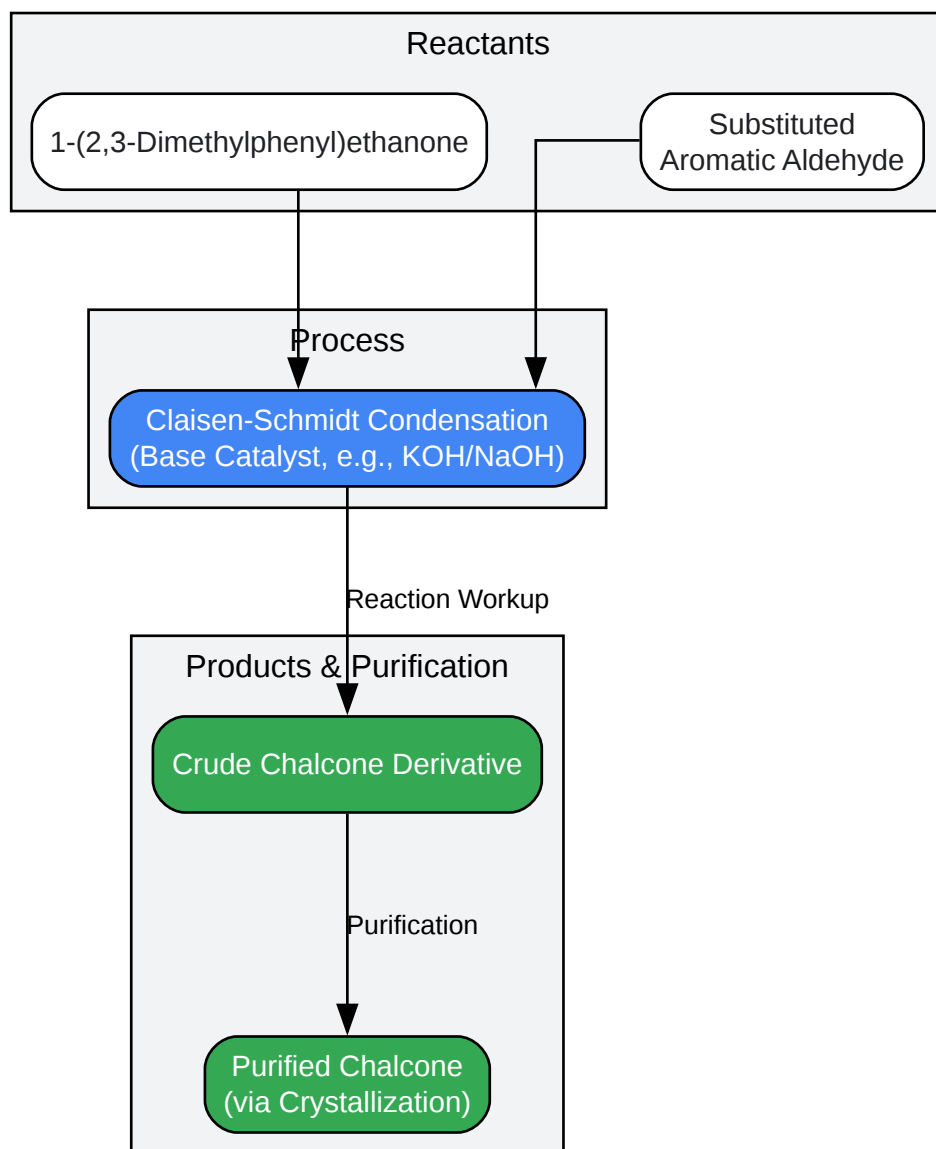 Reactants
1-(2,3-Dimethylphenyl)ethanone
Substituted
Aromatic Aldehyde
Process
Claisen-Schmidt Condensation
(Base Catalyst, e.g., KOH/NaOH)
Reaction Workup
Products & Purification
Crude Chalcone Derivative
Purification
Purified Chalcone
(via Crystallization)